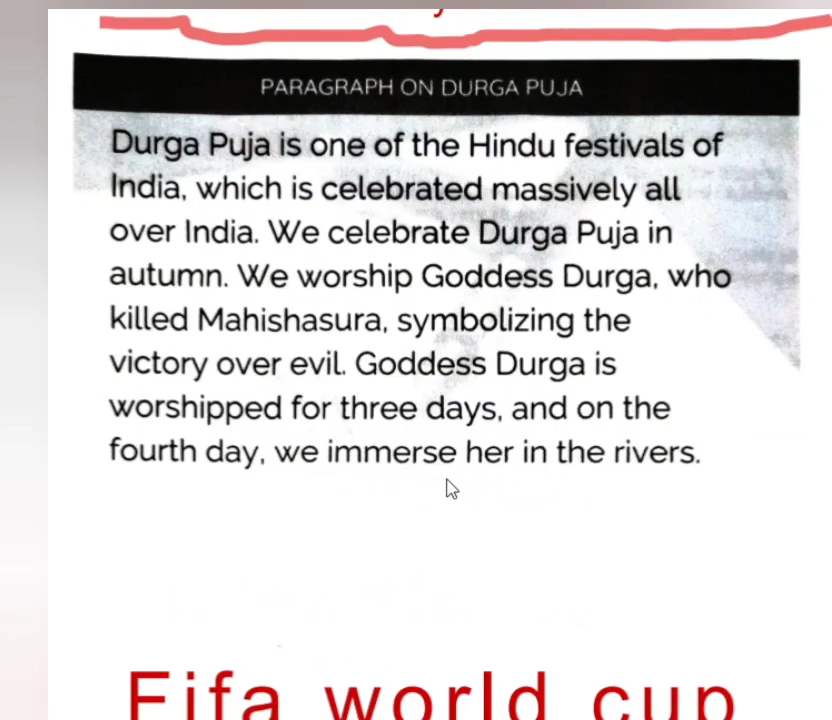 PARAGRAPH ON DURGA PUJA
Durga Puja is one of the Hindu festivals of
India, which is celebrated massively all
over India. We celebrate Durga Puja in
autumn. We worship Goddess Durga, who
killed Mahishasura, symbolizing the
victory over evil. Goddess Durga is
worshipped for three days, and on the
fourth day, we immerse her in the rivers.
Fifa world cup